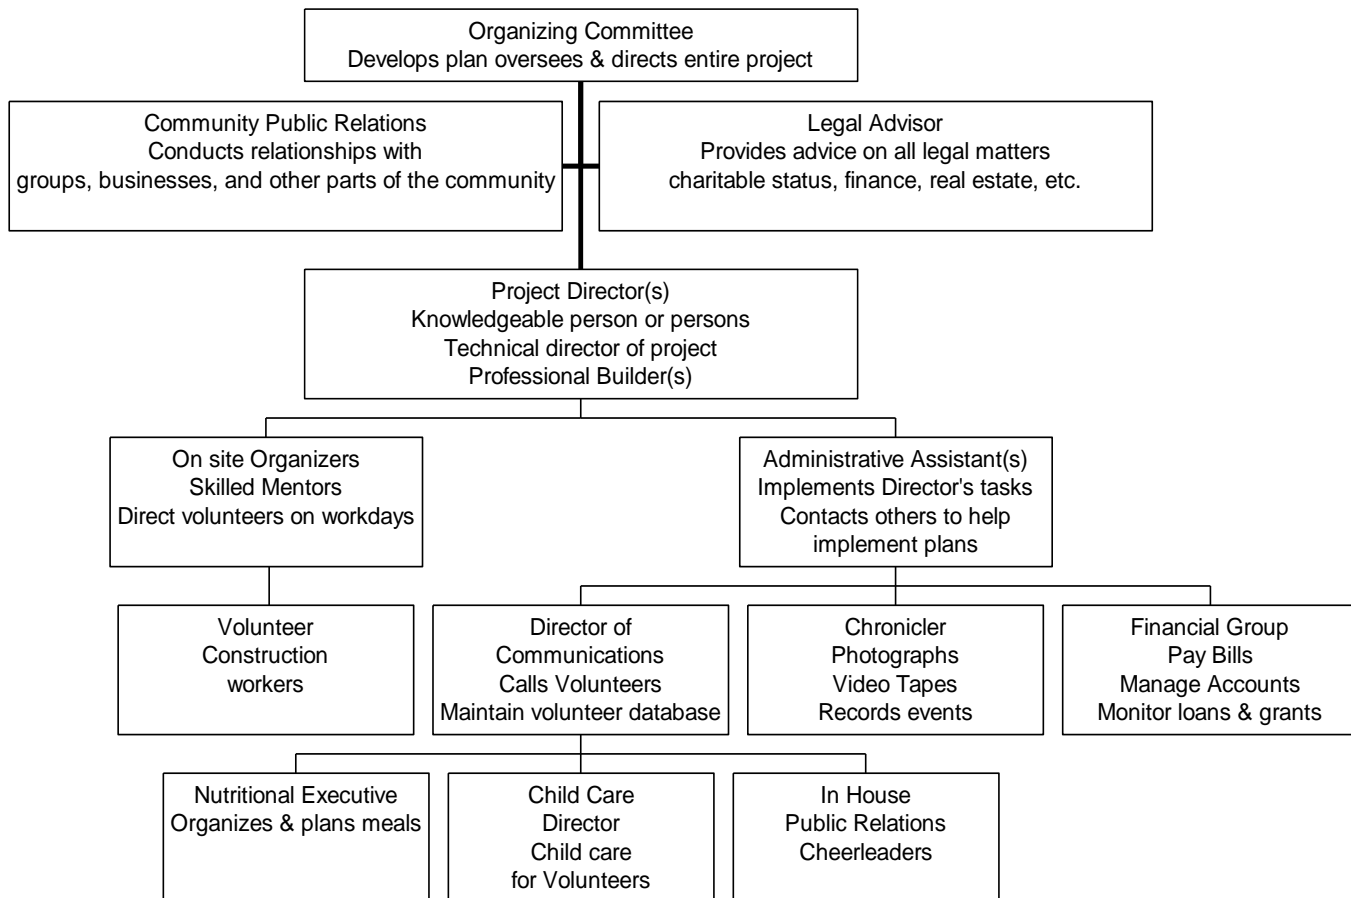 Organizing Committee
Develops plan oversees & directs entire project
Community Public Relations
Conducts relationships with
groups, businesses, and other parts of the community
Legal Advisor
Provides advice on all legal matters
charitable status, finance, real estate, etc.
Project Director(s)
Knowledgeable person or persons
Technical director of project
Professional Builder(s)
On site Organizers
Skilled Mentors
Direct volunteers on workdays
Administrative Assistant(s)
Implements Director's tasks
Contacts others to help
implement plans
Volunteer
Construction
workers
Director of
Communications
Calls Volunteers
Maintain volunteer database
Chronicler
Photographs
Video Tapes
Records events
Financial Group
Pay Bills
Manage Accounts
Monitor loans & grants
Nutritional Executive
Organizes & plans meals
Child Care
Director
Child care
for Volunteers
In House
Public Relations
Cheerleaders